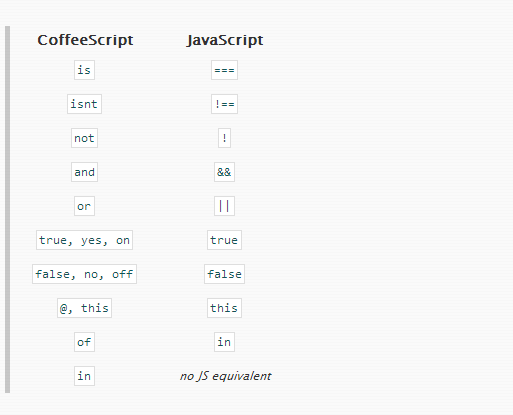 CoffeeScript JavaScript
is ===
isnt !==
not !
and &&
or ||
true, yes, on true
false, no, off false
@, this this
of in
in no JS equivalent